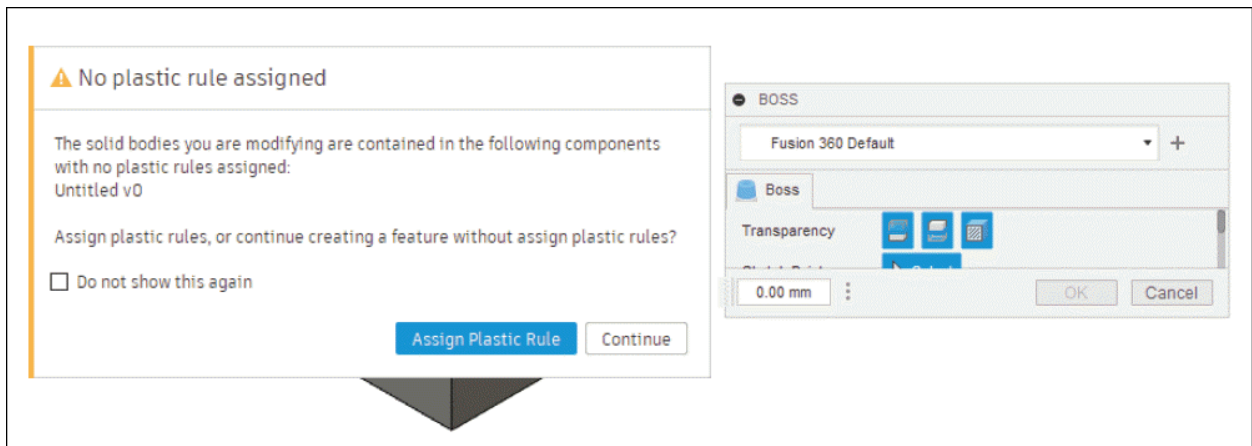 No plastic rule assigned
The solid bodies you are modifying are contained in the following components
with no plastic rules assigned:
Untitled v0
Assign plastic rules, or continue creating a feature without assign plastic rules?
Do not show this again
Assign Plastic Rule Continue
BOSS
Fusion 360 Default
Boss
Transparency
0.00 mm OK Cancel